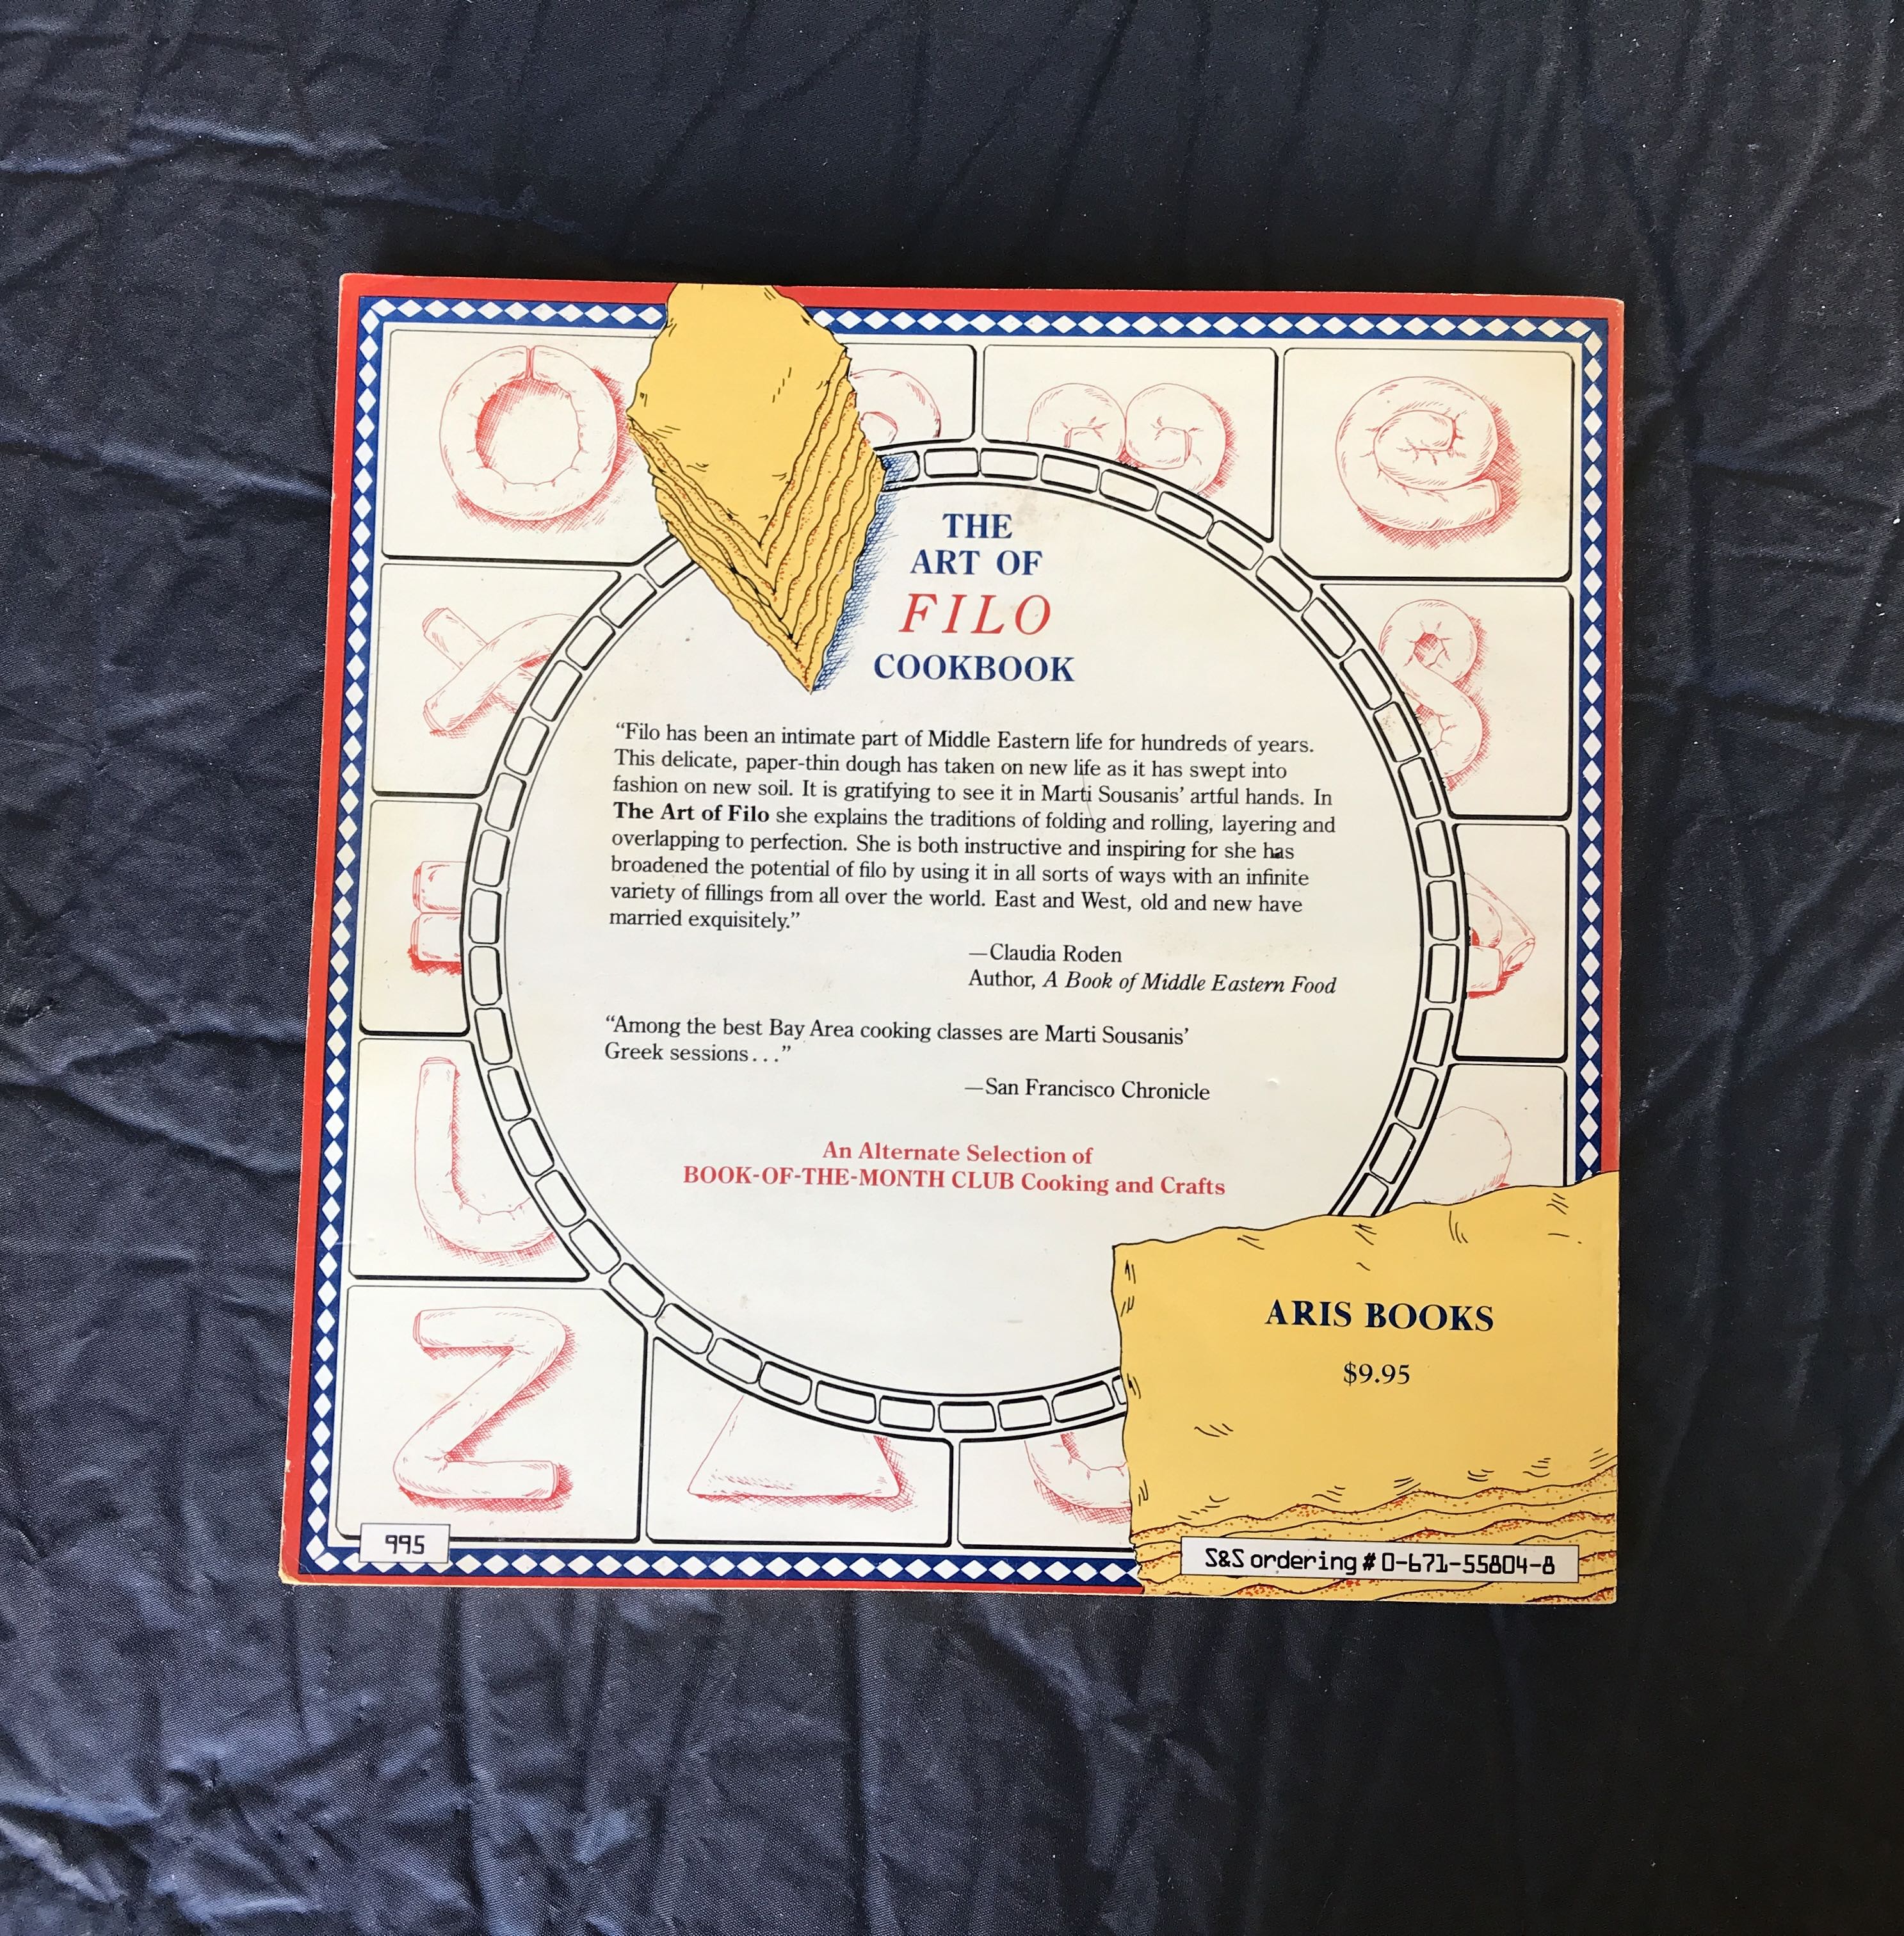 THE
ART OF
FILO
COOKBOOK
“Filo has been an intimate part of Middle Eastern life for hundreds of years.
This delicate, paper-thin dough has taken on new life as it has swept into
fashion on new soil. It is gratifying to see it in Marti Sousanis’ artful hands. In
The Art of Filo she explains the traditions of folding and rolling, layering and
overlapping to perfection. She is both instructive and inspiring for she has
broadened the potential of filo by using it in all sorts of ways with an infinite
variety of fillings from all over the world. East and West, old and new have
married exquisitely.”
—Claudia Roden
Author, A Book of Middle Eastern Food
“Among the best Bay Area cooking classes are Marti Sousanis’
Greek sessions...”
—San Francisco Chronicle
An Alternate Selection of
BOOK-OF-THE-MONTH CLUB Cooking and Crafts
ARIS BOOKS
$9.95
995
S&S ordering # 0-671-55804-8